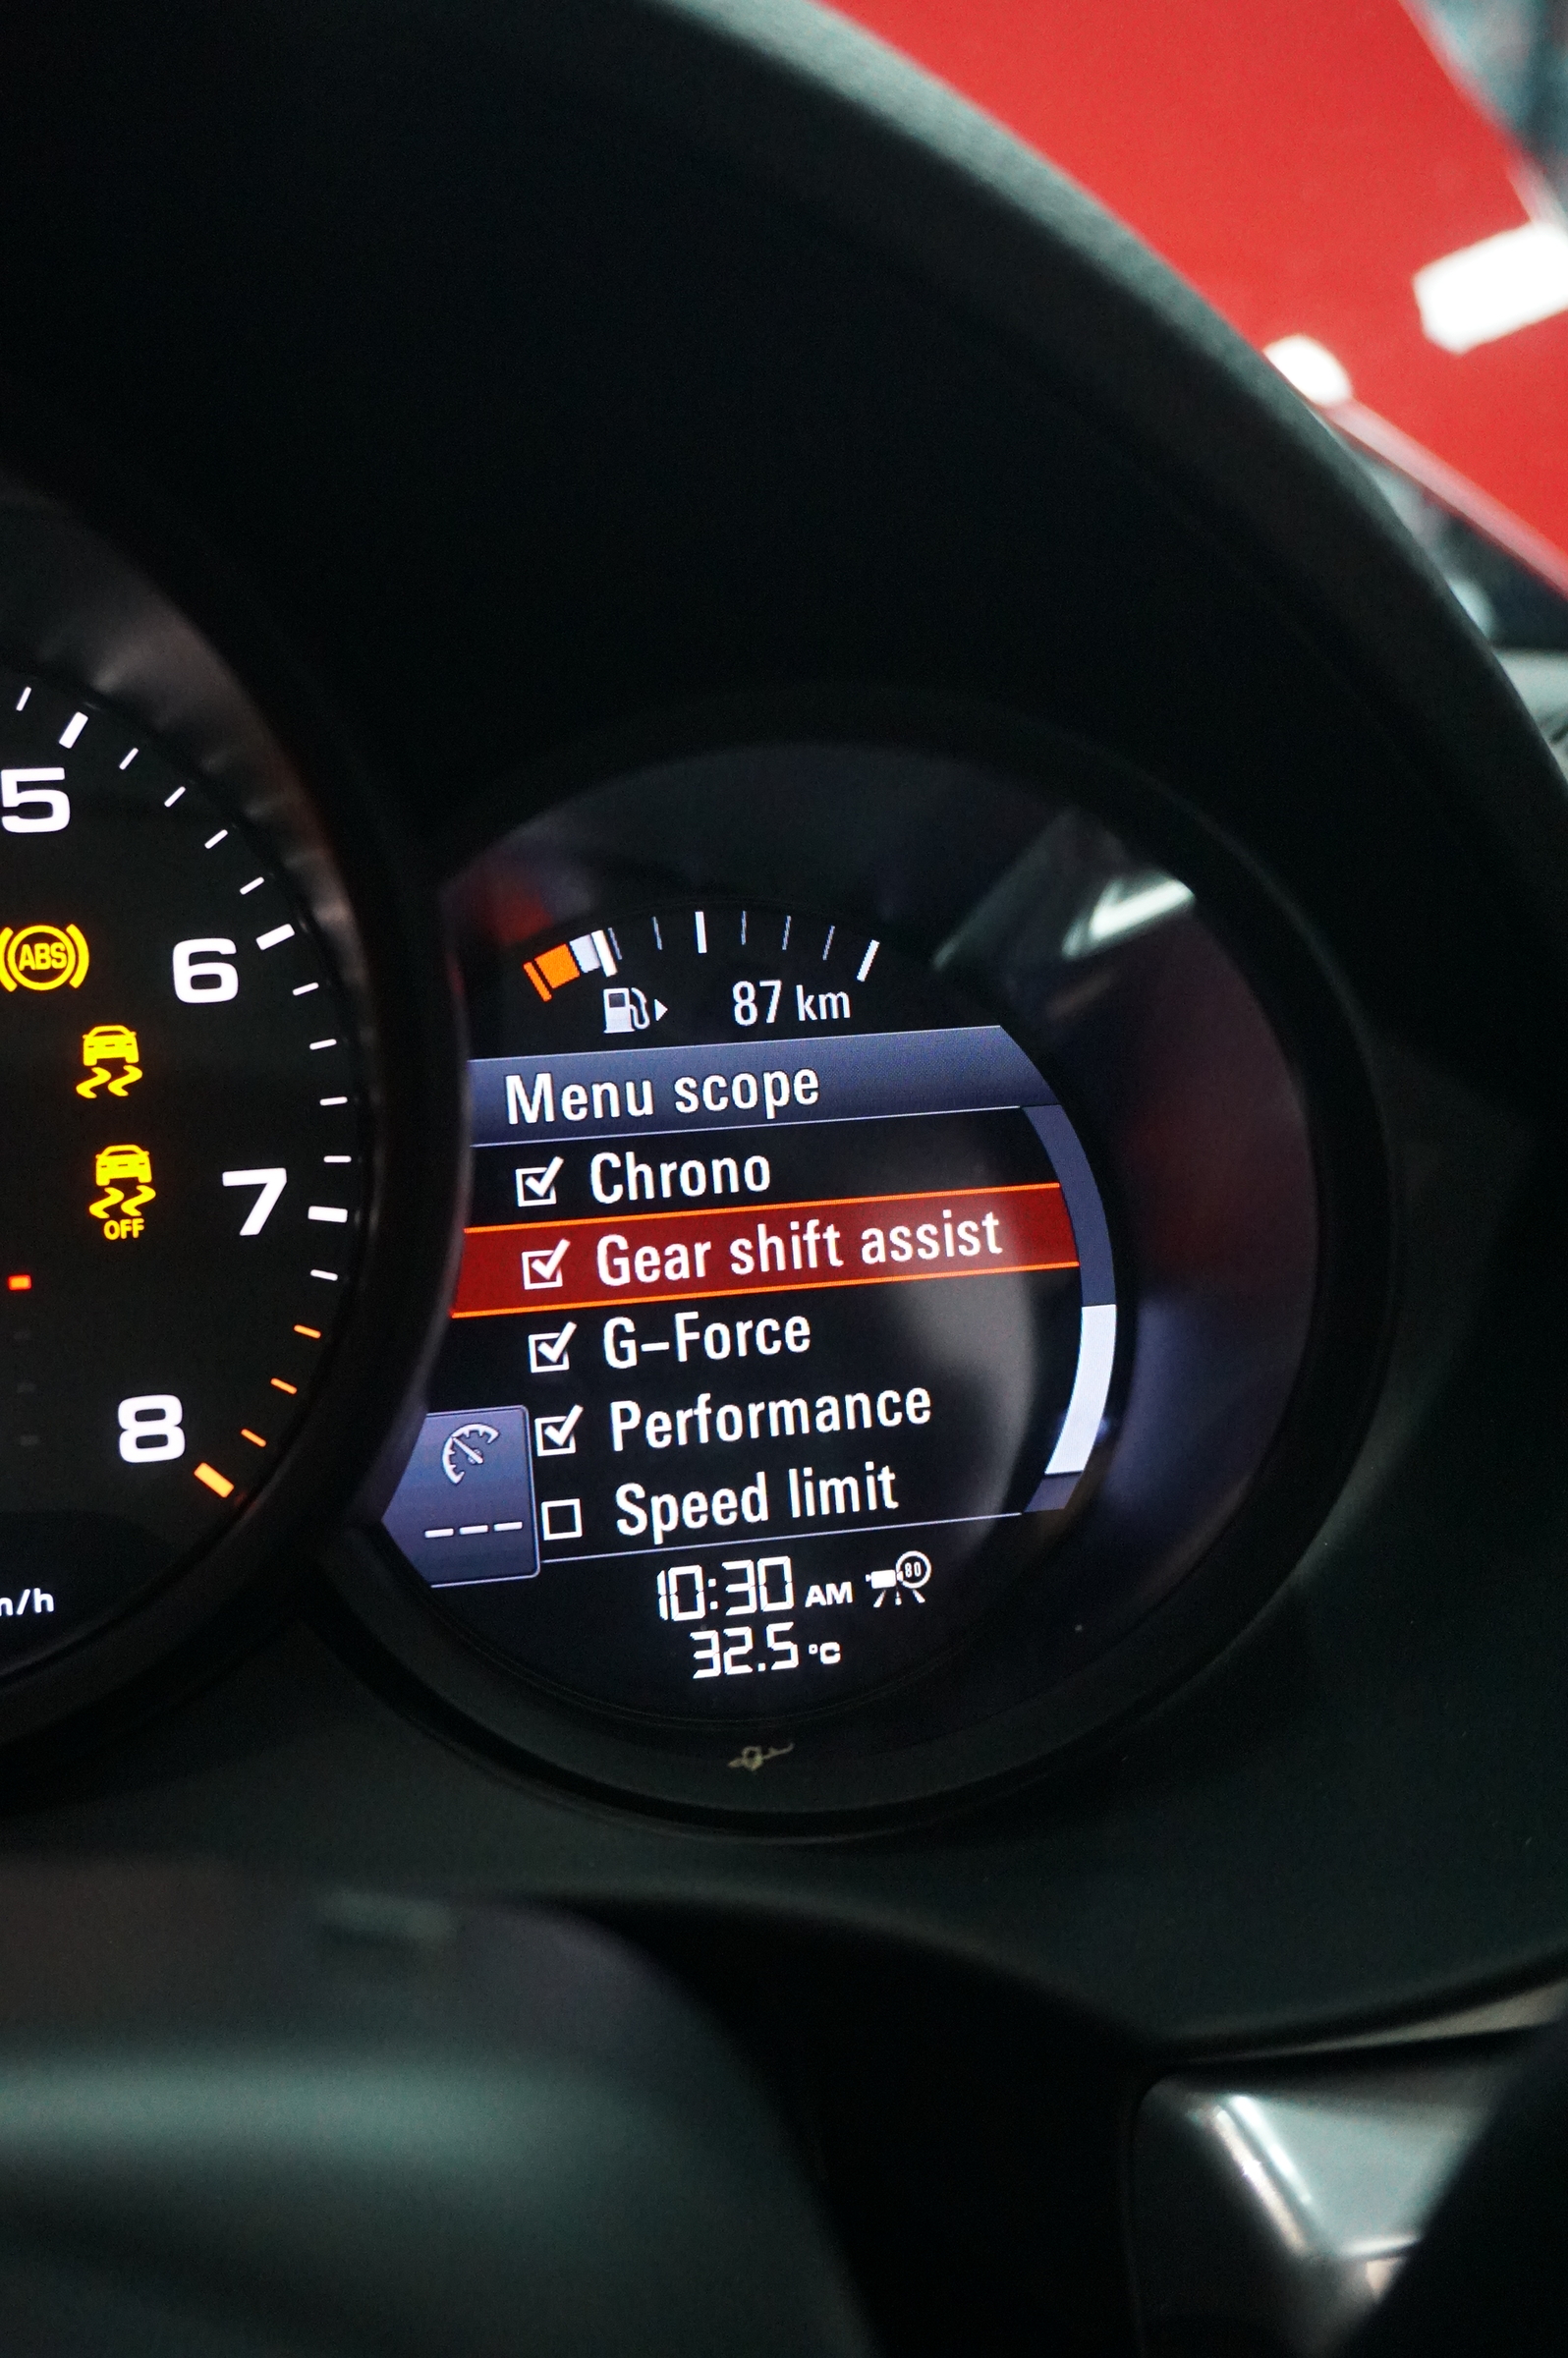 5
6
7
8
ABS
OFF
87 km
Menu scope
Chrono
Gear shift assist
G-Force
Performance
Speed limit
---
10:30 AM
80
32.5 °C